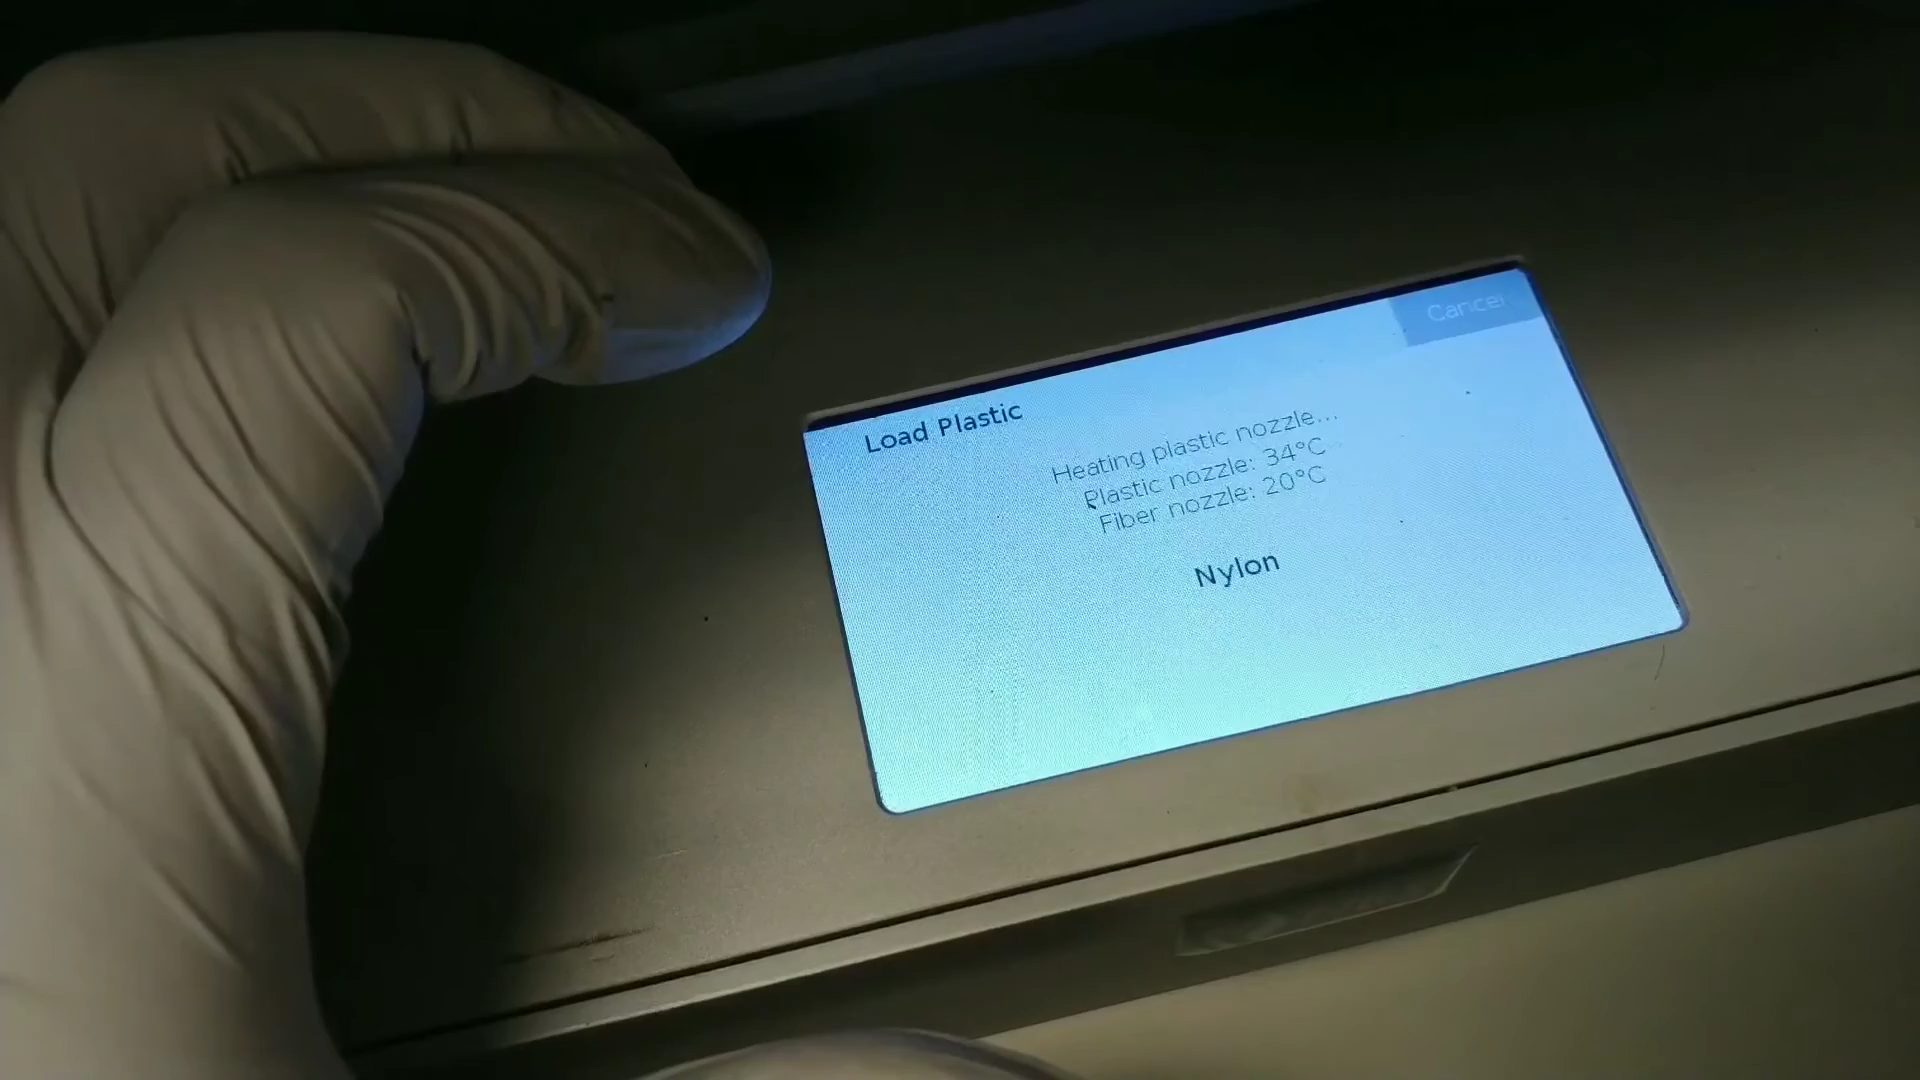 Cancel
Load Plastic
Heating plastic nozzle...
Plastic nozzle: 34°C
Fiber nozzle: 20°C
Nylon